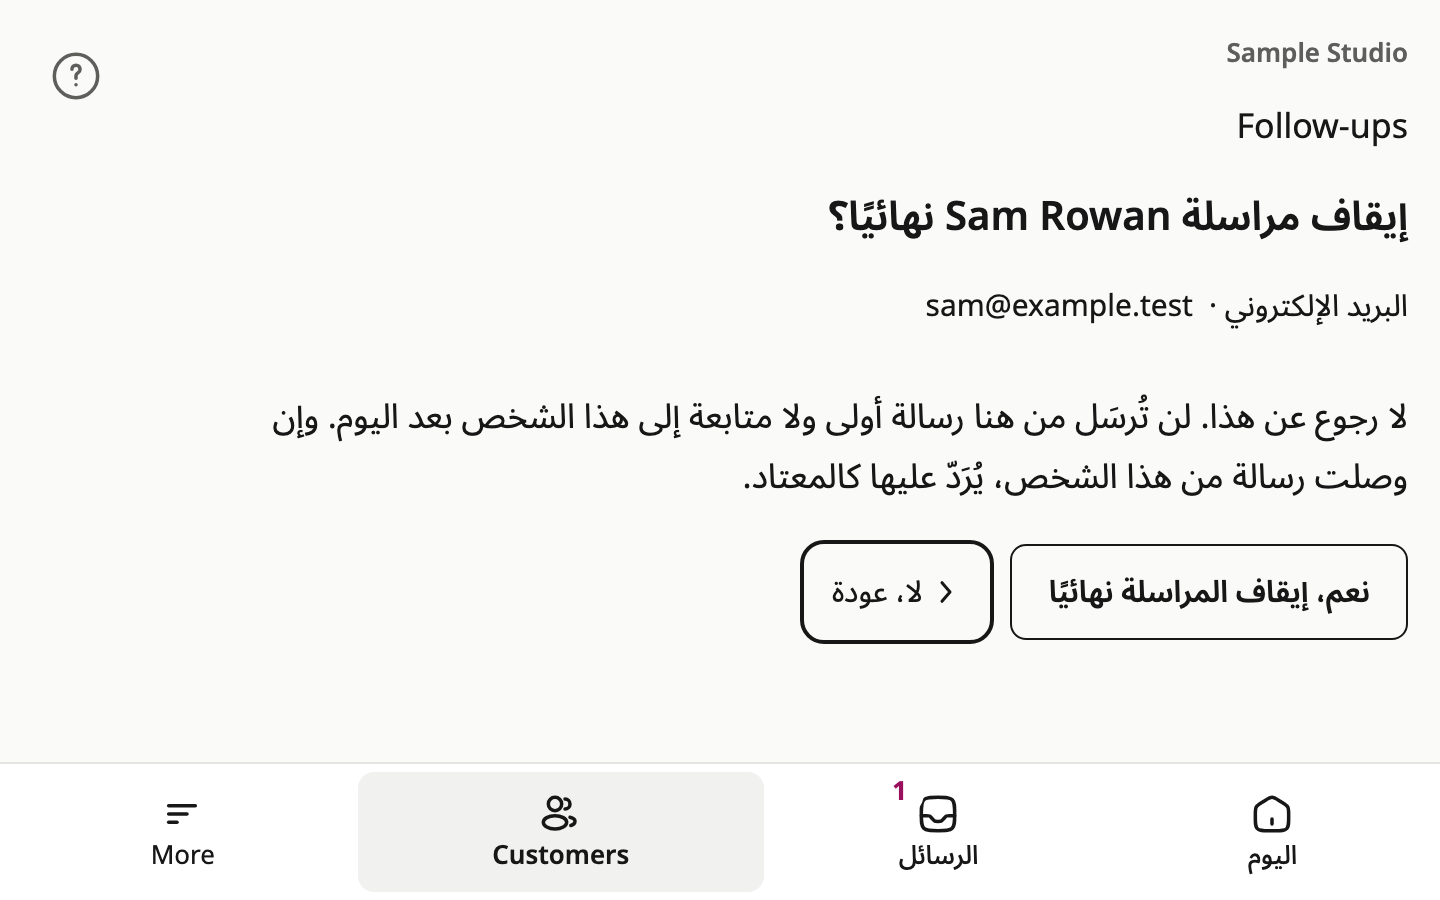 Sample Studio
Follow-ups
إيقاف مراسلة Sam Rowan نهائيًا؟
البريد الإلكتروني · sam@example.test
لا رجوع عن هذا. لن تُرسَل من هنا رسالة أولى ولا متابعة إلى هذا الشخص بعد اليوم. وإن
وصلت رسالة من هذا الشخص، يُرَدّ عليها كالمعتاد.
نعم، إيقاف المراسلة نهائيًا
لا، عودة
اليوم
1
الرسائل
Customers
More